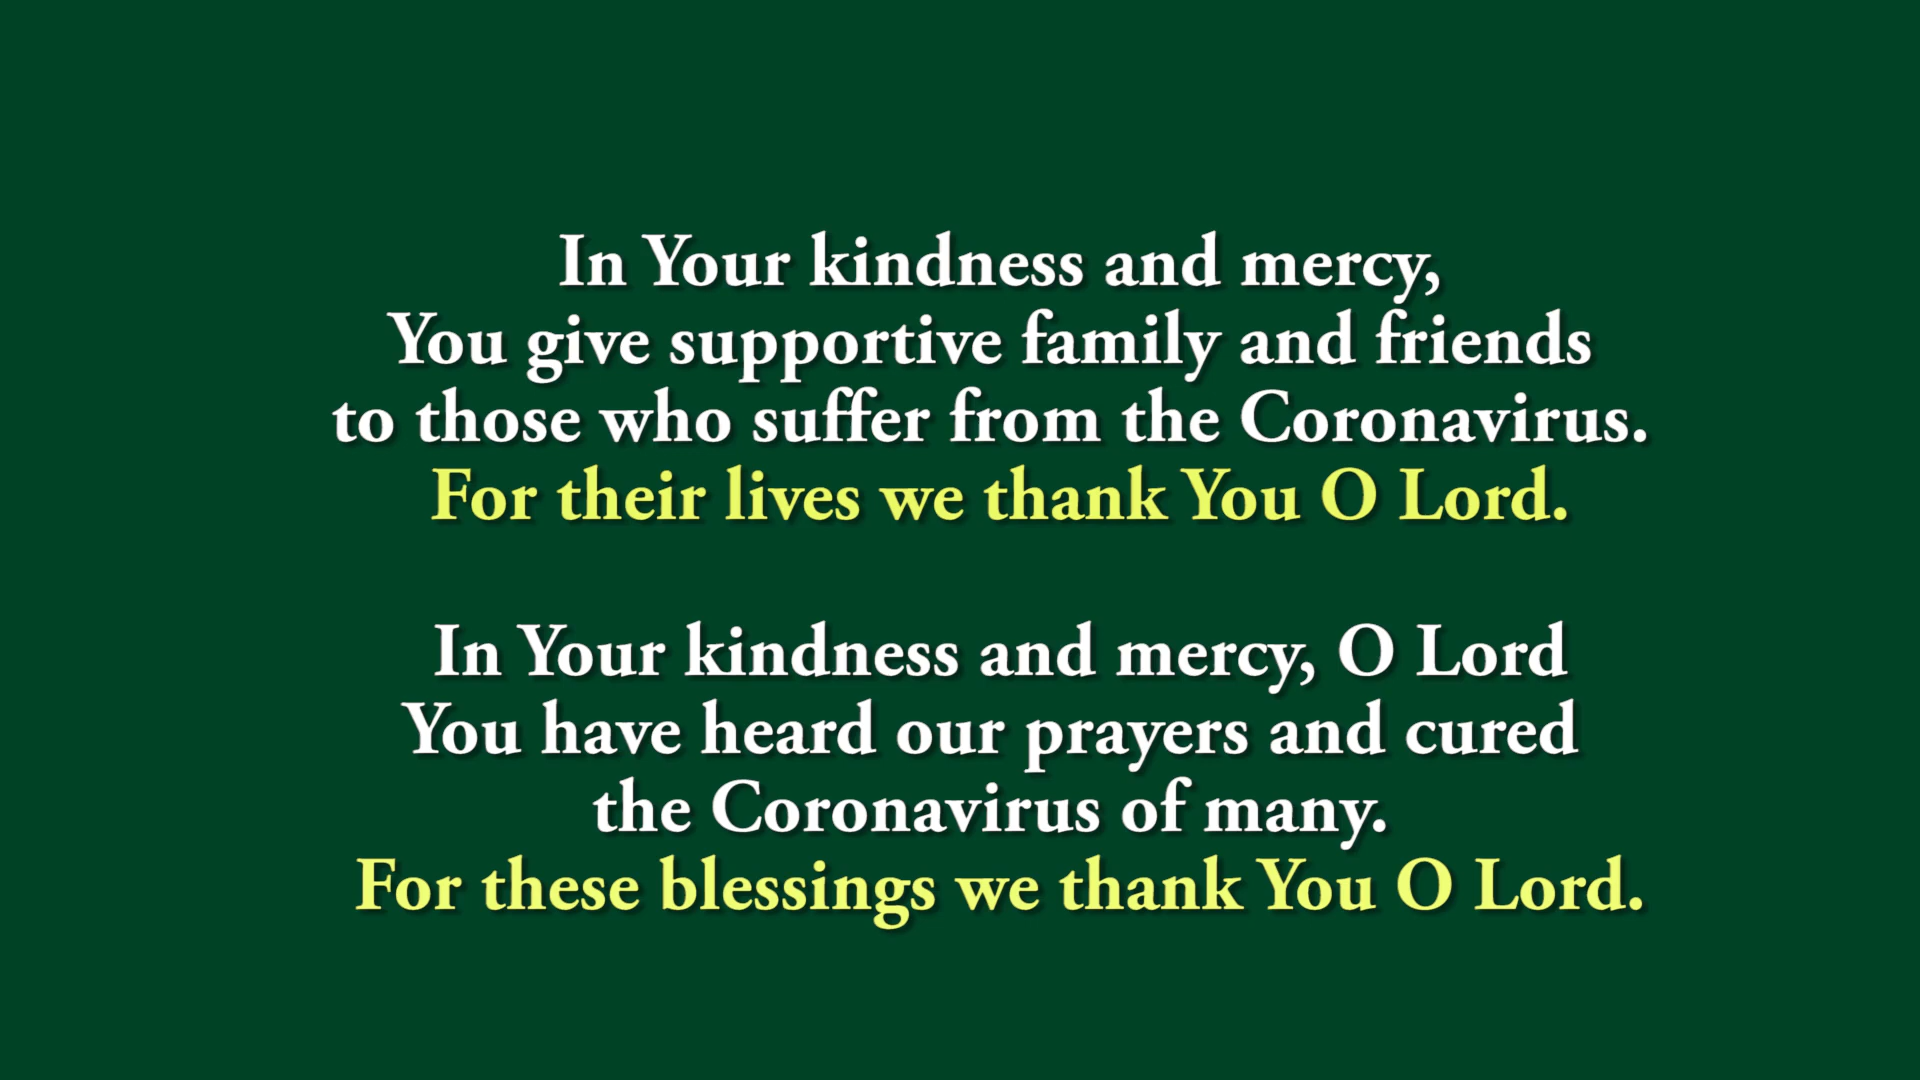 In Your kindness and mercy,
You give supportive family and friends
to those who suffer from the Coronavirus.
For their lives we thank You O Lord.
In Your kindness and mercy, O Lord
You have heard our prayers and cured
the Coronavirus of many.
For these blessings we thank You O Lord.